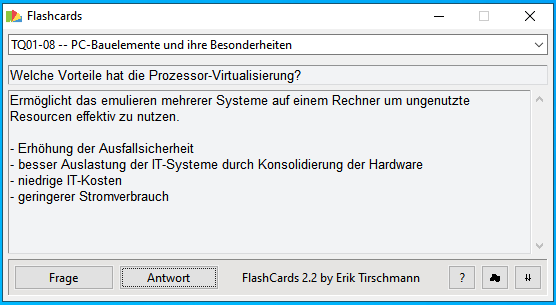 Flashcards
TQ01-08 -- PC-Bauelemente und ihre Besonderheiten
Welche Vorteile hat die Prozessor-Virtualisierung?
Ermöglicht das emulieren mehrerer Systeme auf einem Rechner um ungenutzte
Resourcen effektiv zu nutzen.
- Erhöhung der Ausfallsicherheit
- besser Auslastung der IT-Systeme durch Konsolidierung der Hardware
- niedrige IT-Kosten
- geringerer Stromverbrauch
Frage Antwort FlashCards 2.2 by Erik Tirschmann ?